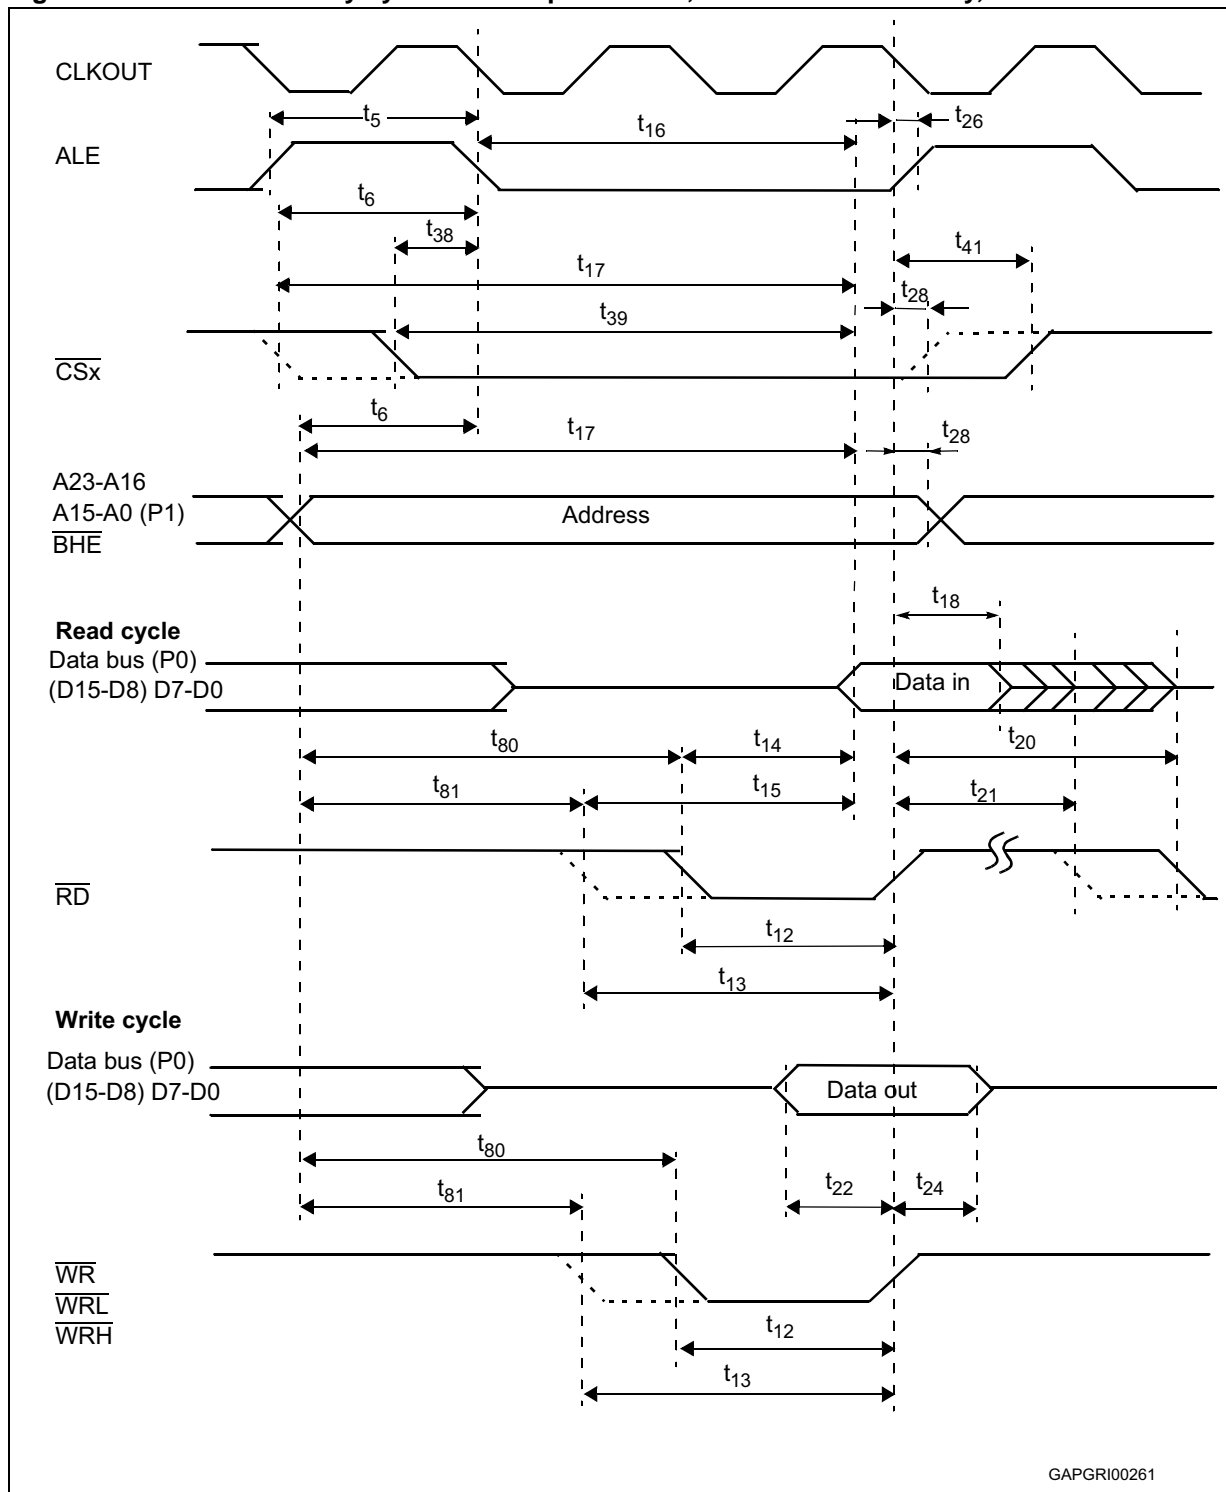 CLKOUT
t5
t16
t26
ALE
t6
t38
t41
t17
t28
t39
CSx
t6
t17
t28
A23-A16
A15-A0 (P1)
Address
BHE
t18
Read cycle
Data bus (P0)
(D15-D8) D7-D0
Data in
t80
t14
t20
t81
t15
t21
RD
t12
t13
Write cycle
Data bus (P0)
(D15-D8) D7-D0
Data out
t80
t81
t22
t24
WR
WRL
WRH
t12
t13
GAPGRI00261